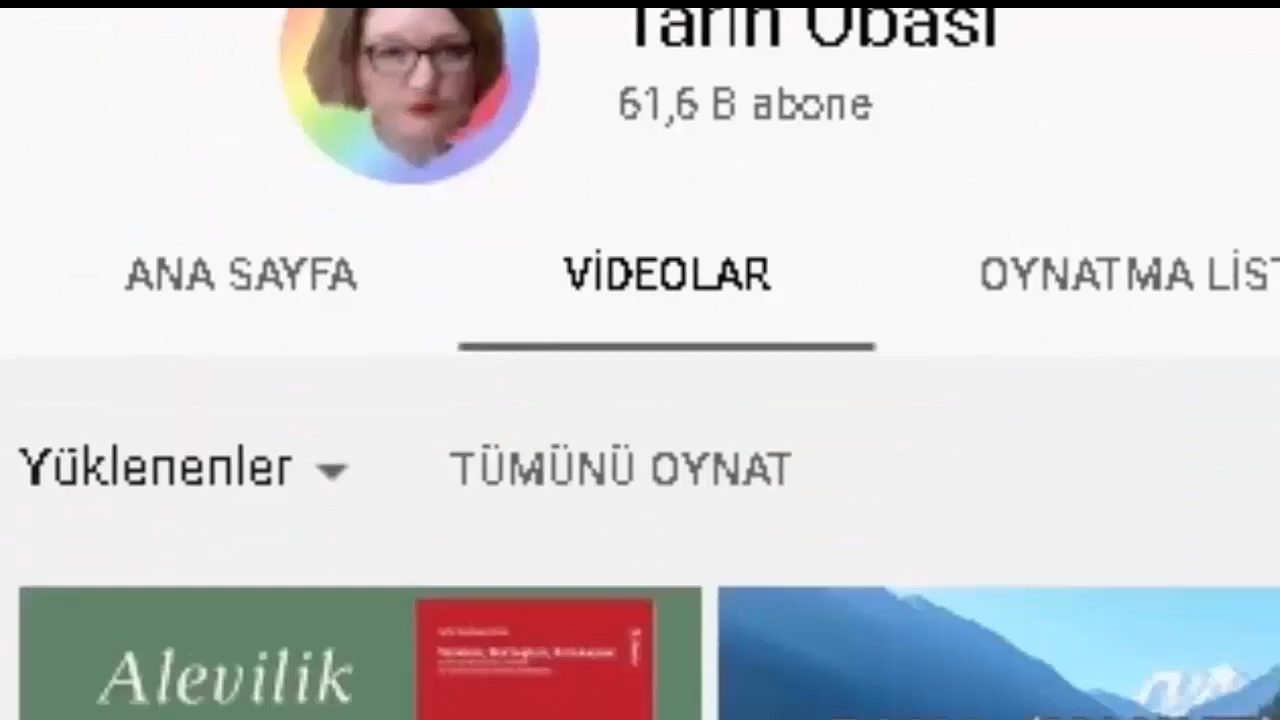 Tarih Obası
61,6 B abone
ANA SAYFA
VİDEOLAR
OYNATMA LİST
Yüklenenler
TÜMÜNÜ OYNAT
Alevilik